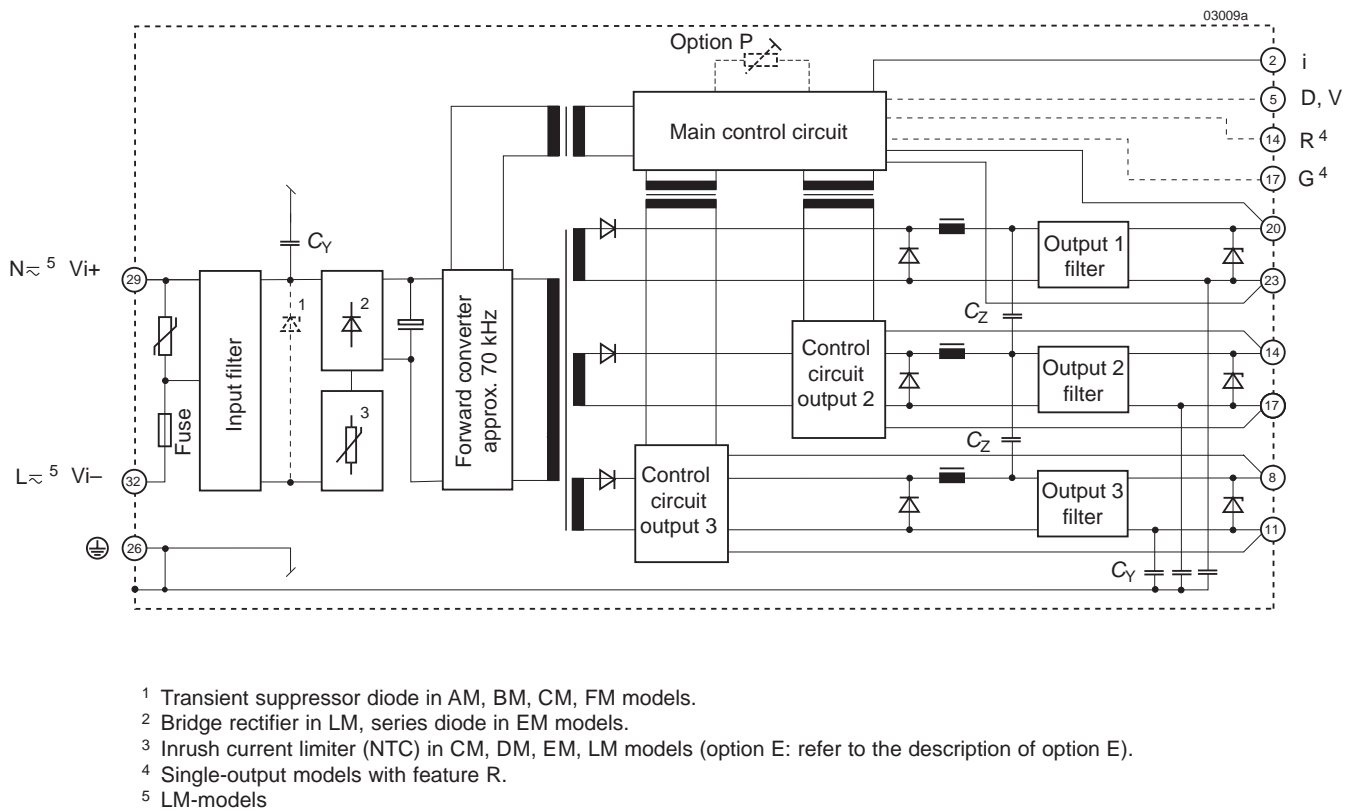 03009a
Option P
2 i
5 D, V
Main control circuit
14 R 4
17 G 4
20
CY
Output 1
filter
N≂ 5 Vi+
29
23
1
2
CZ
Input filter
Forward converter
approx. 70 kHz
Control
circuit
output 2
14
Output 2
filter
Fuse
3
17
CZ
L≂ 5 Vi–
32
Control
circuit
output 3
8
Output 3
filter
11
26
CY
1 Transient suppressor diode in AM, BM, CM, FM models.
2 Bridge rectifier in LM, series diode in EM models.
3 Inrush current limiter (NTC) in CM, DM, EM, LM models (option E: refer to the description of option E).
4 Single-output models with feature R.
5 LM-models